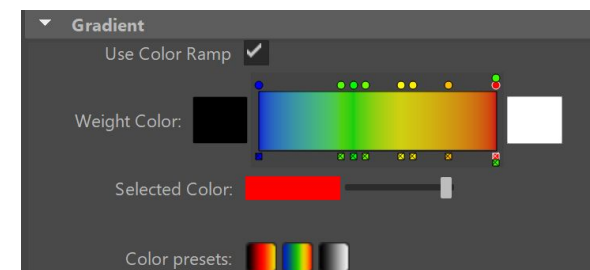 Gradient
Use Color Ramp
Weight Color:
Selected Color:
Color presets: